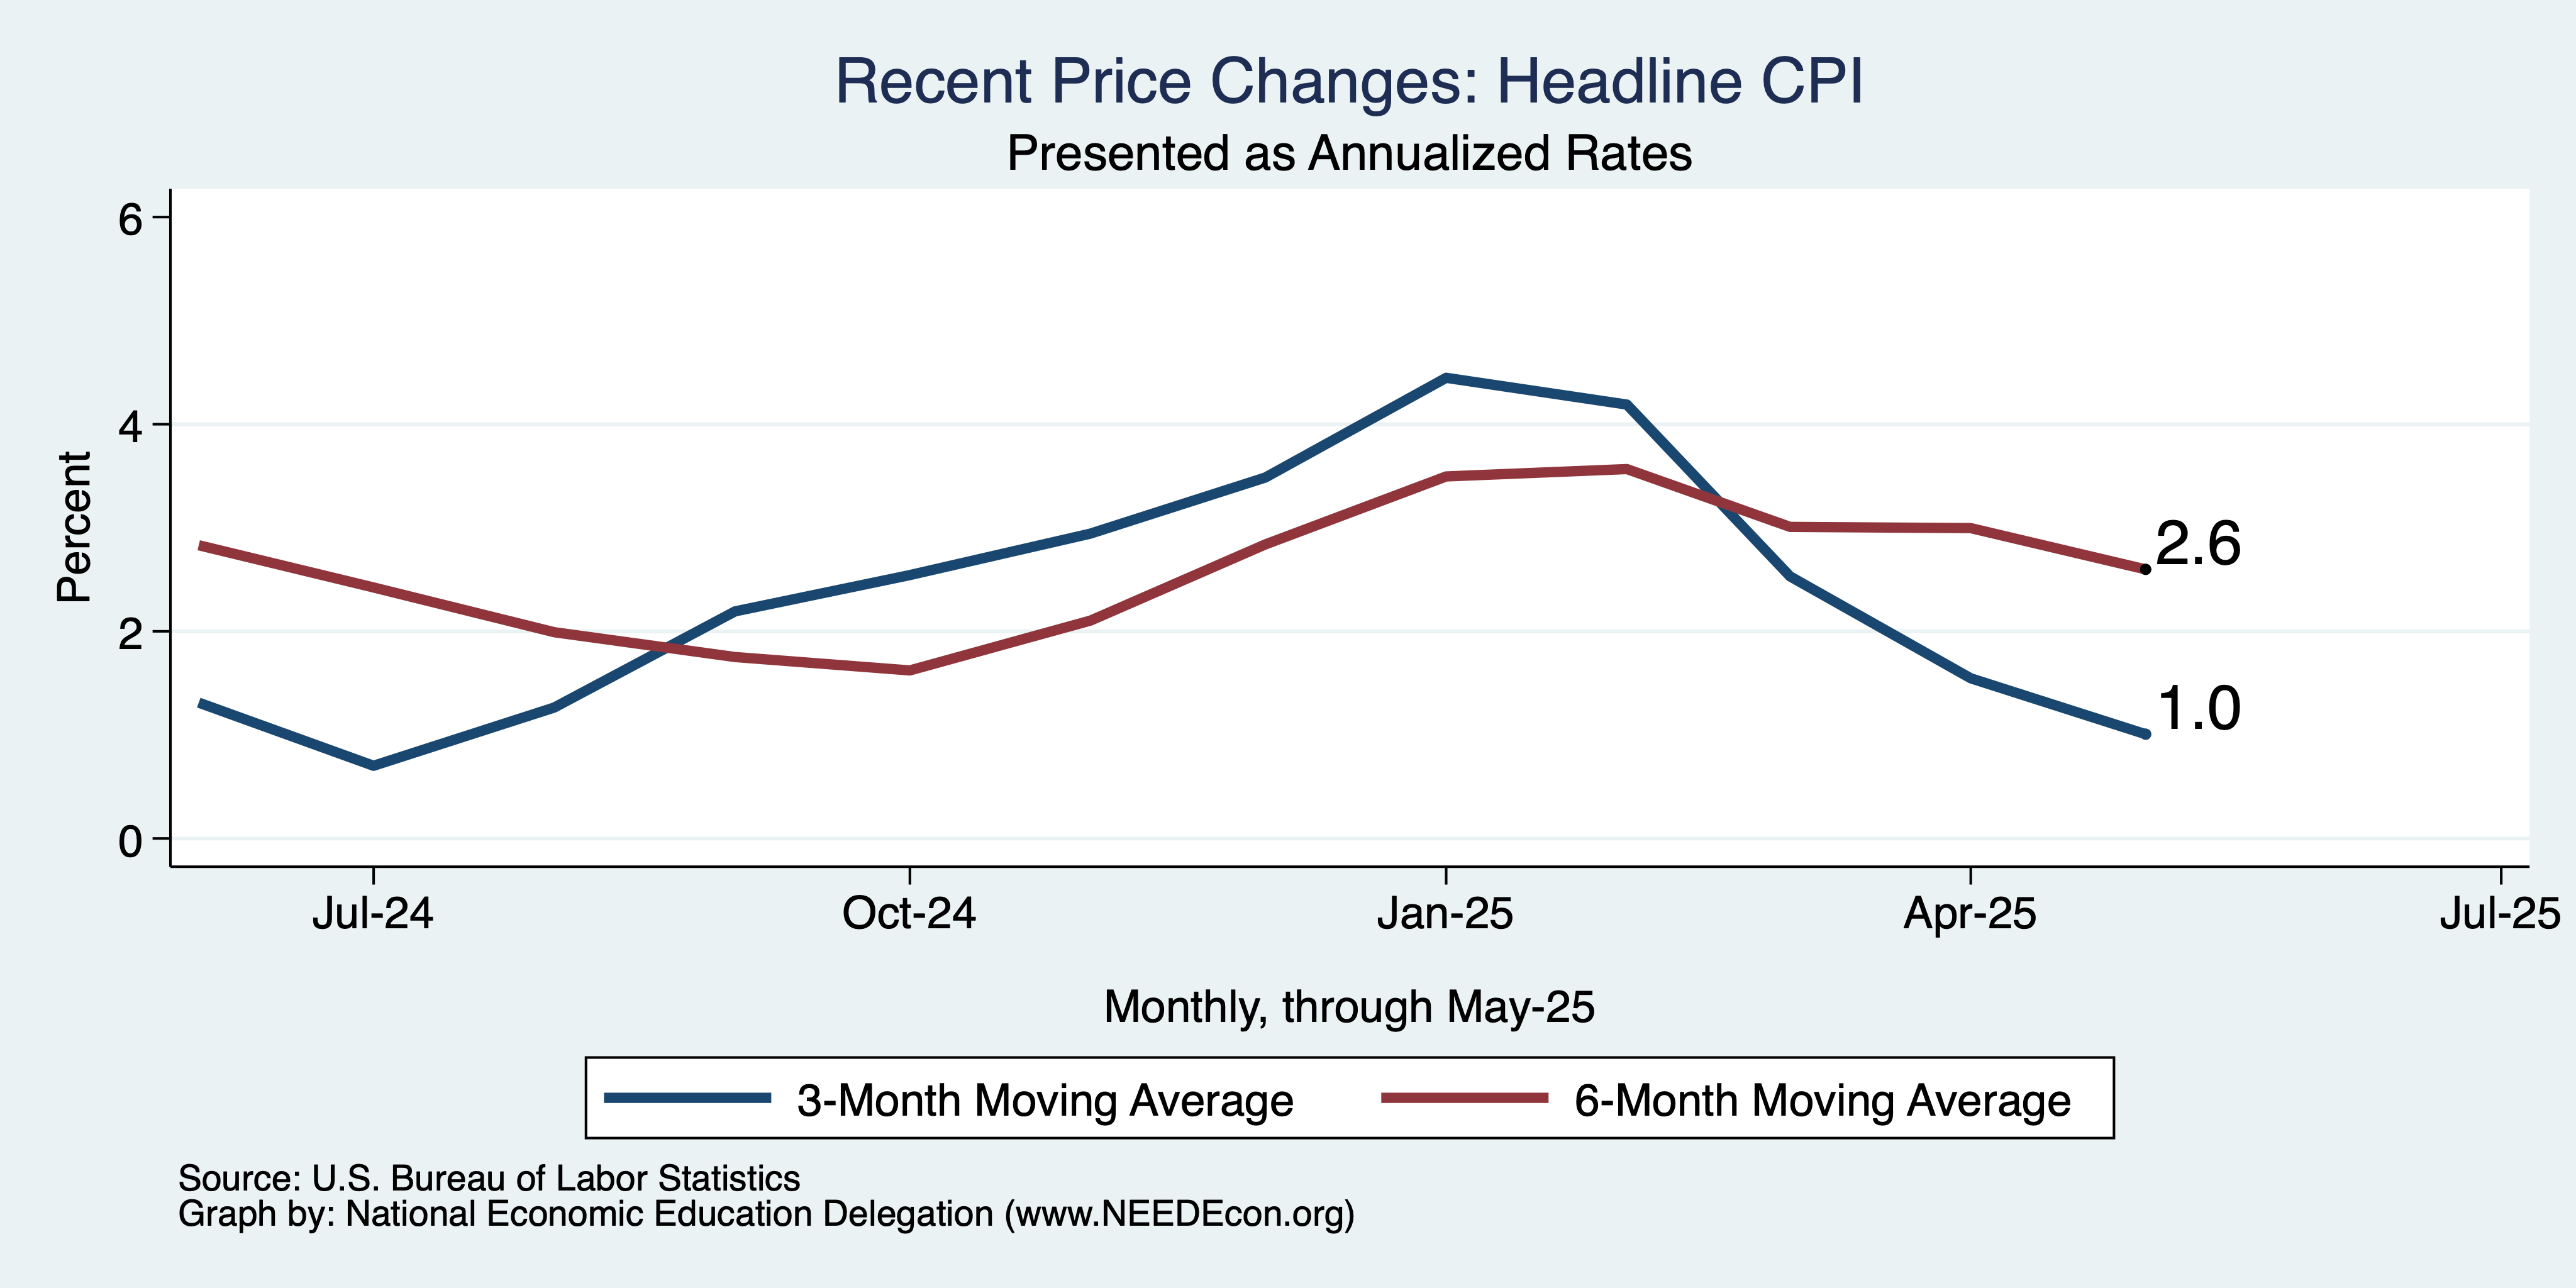 Recent Price Changes: Headline CPI
Presented as Annualized Rates
Percent
6
4
2
0
2.6
1.0
Jul-24 Oct-24 Jan-25 Apr-25 Jul-25
Monthly, through May-25
3-Month Moving Average 6-Month Moving Average
Source: U.S. Bureau of Labor Statistics
Graph by: National Economic Education Delegation (www.NEEDEcon.org)